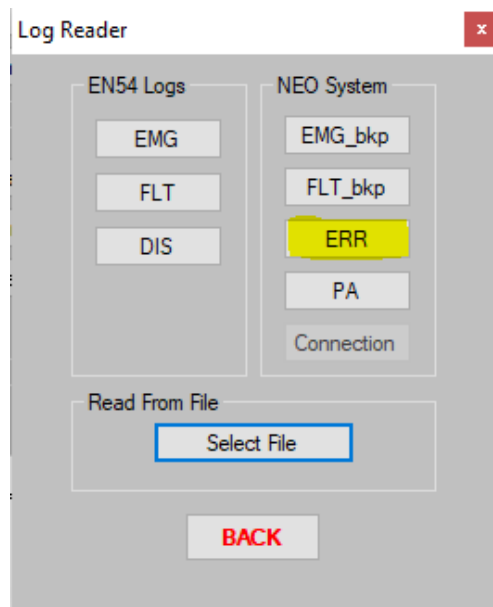 Log Reader
x
EN54 Logs
EMG
FLT
DIS
NEO System
EMG_bkp
FLT_bkp
ERR
PA
Connection
Read From File
Select File
BACK